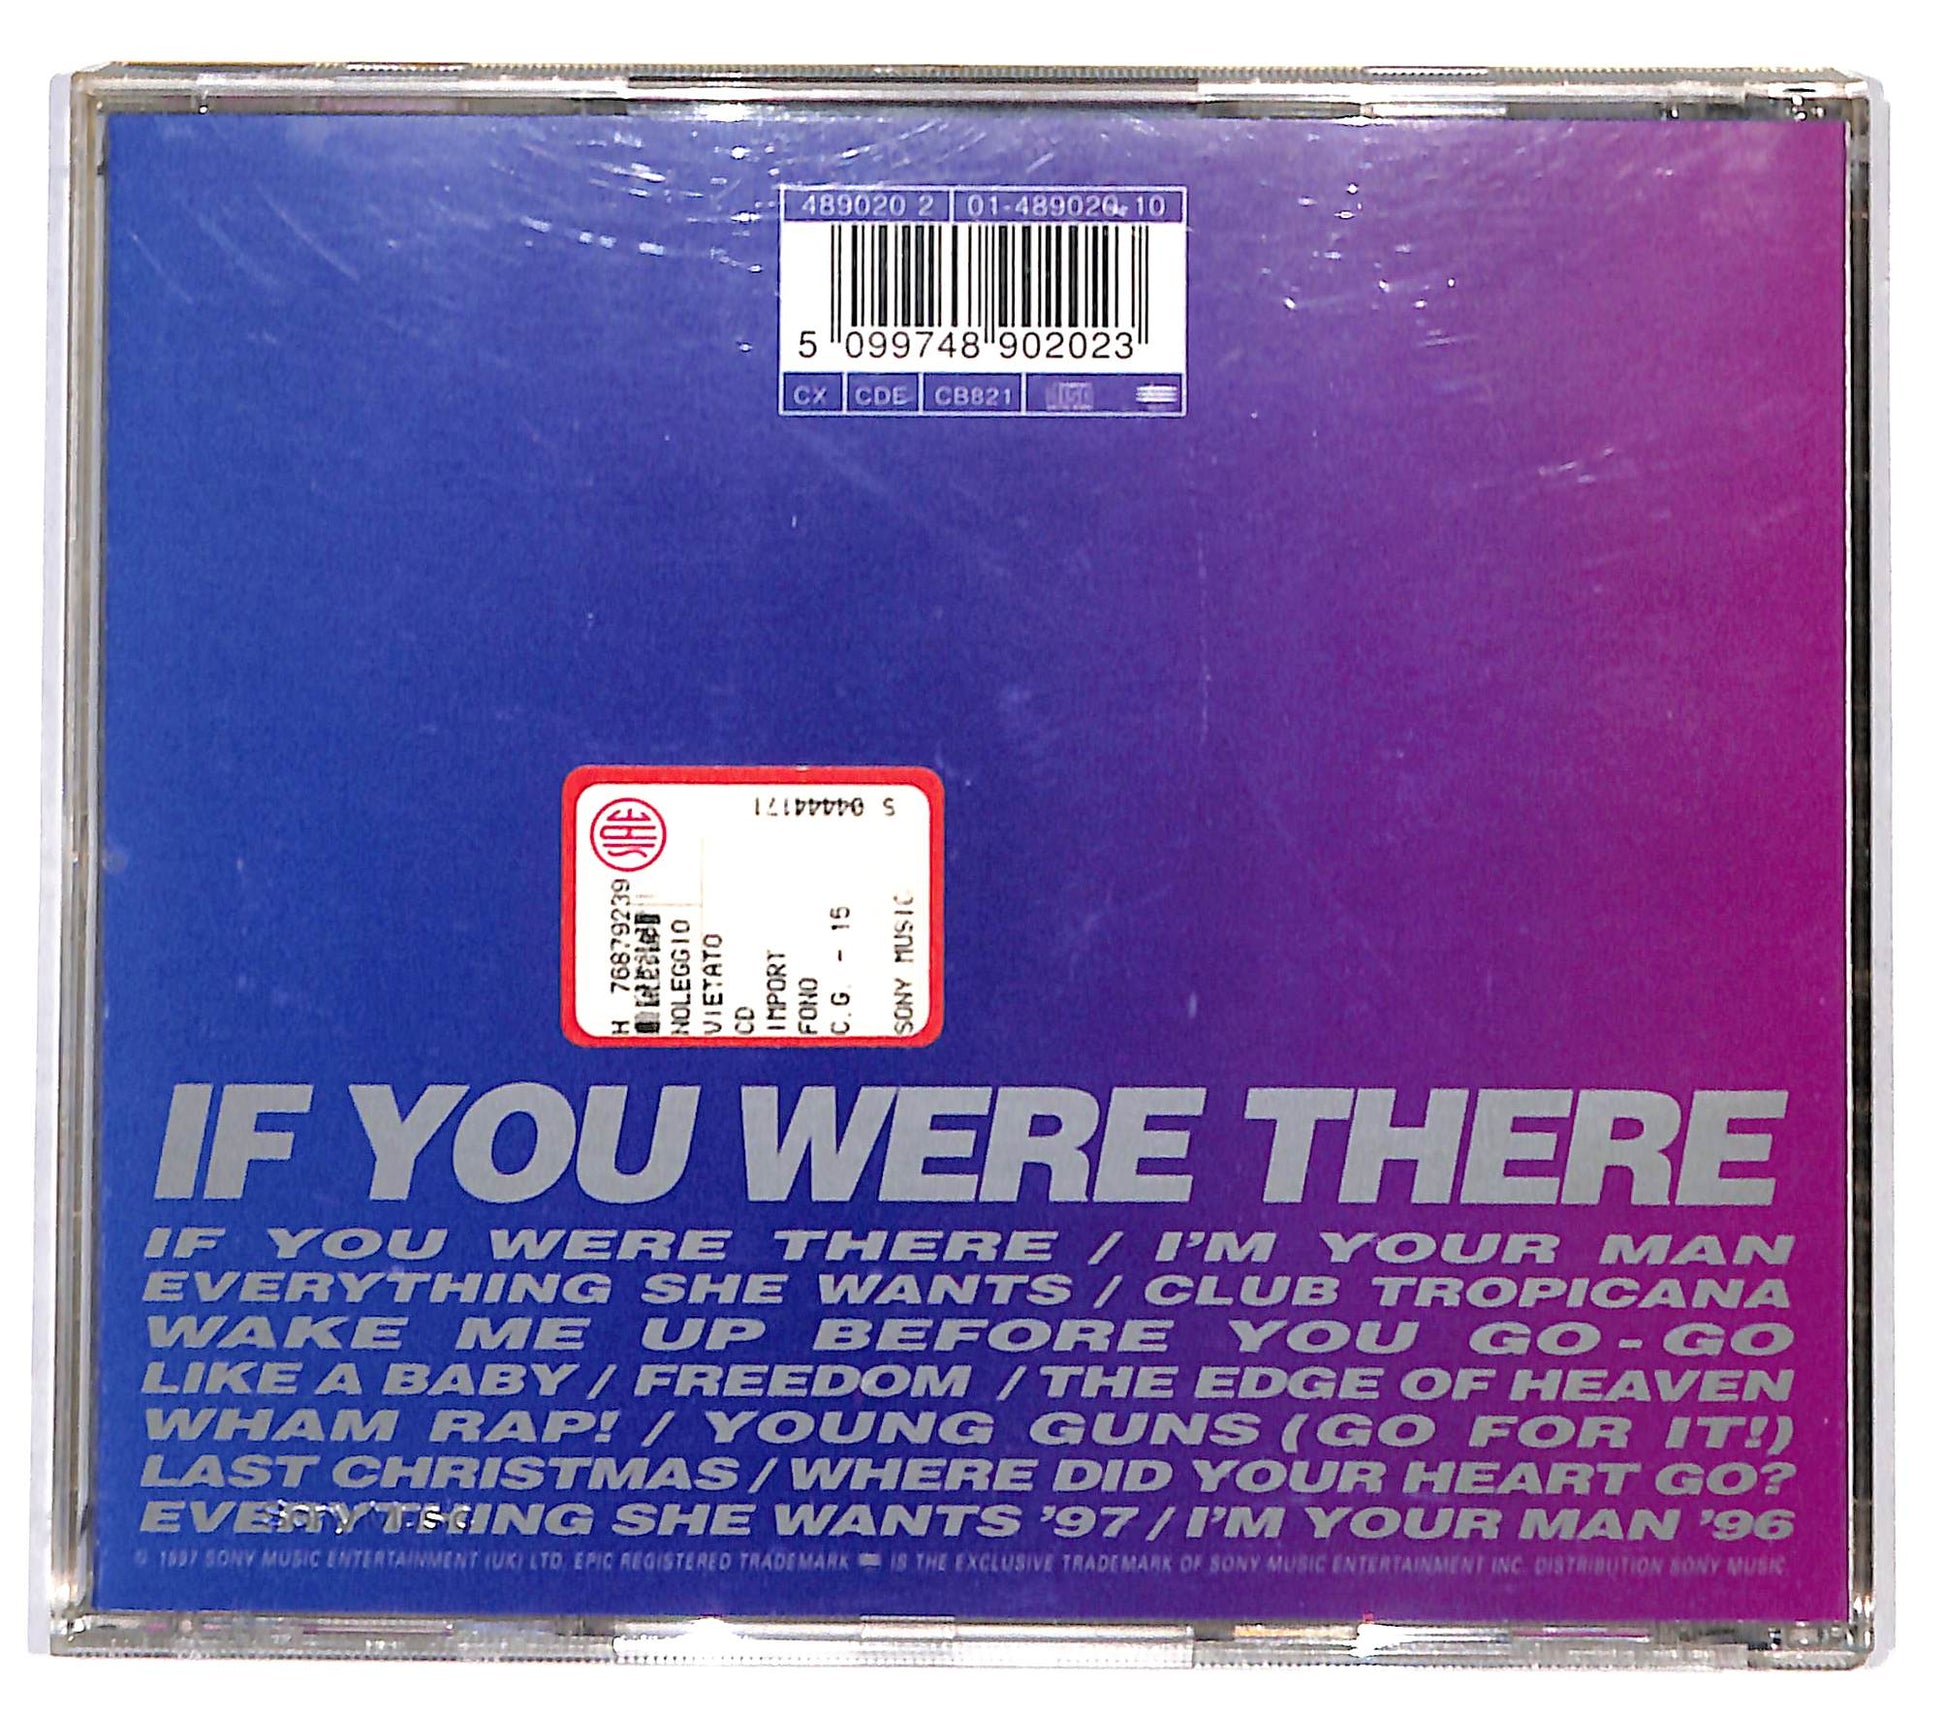 489020 2 01-489020-10
5 099748 902023
CX CDE CB821
SIAE
S 04444171
H 76879239
NOLEGGIO
VIETATO
CD
IMPORT
FONO
C.G. - 15
SONY MUSIC
IF YOU WERE THERE
IF YOU WERE THERE / I'M YOUR MAN
EVERYTHING SHE WANTS / CLUB TROPICANA
WAKE ME UP BEFORE YOU GO-GO
LIKE A BABY / FREEDOM / THE EDGE OF HEAVEN
WHAM RAP! / YOUNG GUNS (GO FOR IT!)
LAST CHRISTMAS / WHERE DID YOUR HEART GO?
EVERYTHING SHE WANTS '97 / I'M YOUR MAN '96
© 1997 SONY MUSIC ENTERTAINMENT (UK) LTD. EPIC REGISTERED TRADEMARK IS THE EXCLUSIVE TRADEMARK OF SONY MUSIC ENTERTAINMENT INC. DISTRIBUTION SONY MUSIC